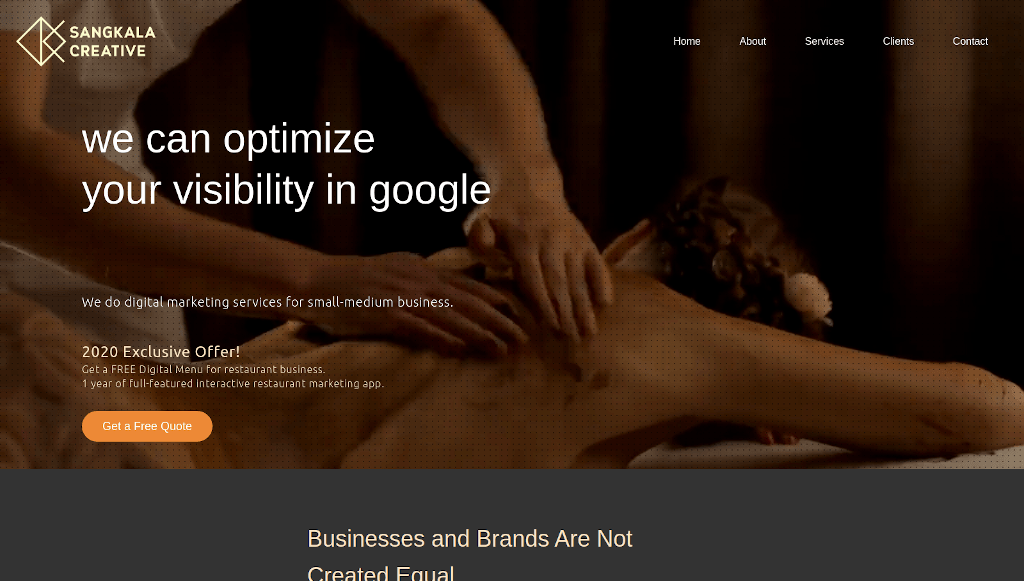 SANGKALA
CREATIVE
Home
About
Services
Clients
Contact
we can optimize
your visibility in google
We do digital marketing services for small-medium business.
2020 Exclusive Offer!
Get a FREE Digital Menu for restaurant business.
1 year of full-featured interactive restaurant marketing app.
Get a Free Quote
Businesses and Brands Are Not
Created Equal